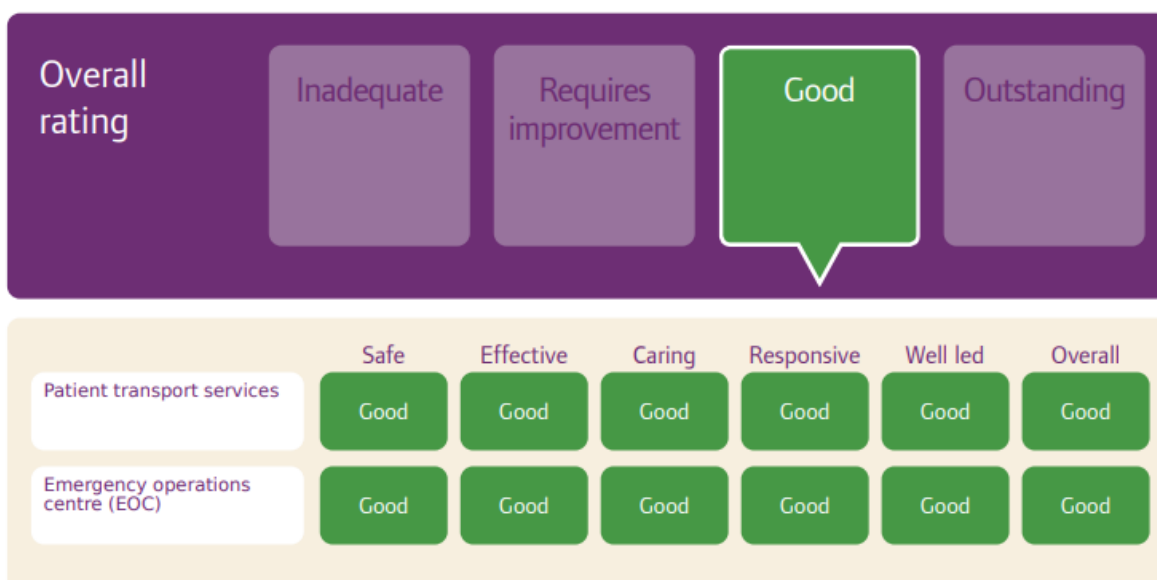 Overall
rating
Inadequate
Requires
improvement
Good
Outstanding
Safe Effective Caring Responsive Well led Overall
Patient transport services
Good Good Good Good Good Good
Emergency operations
centre (EOC)
Good Good Good Good Good Good